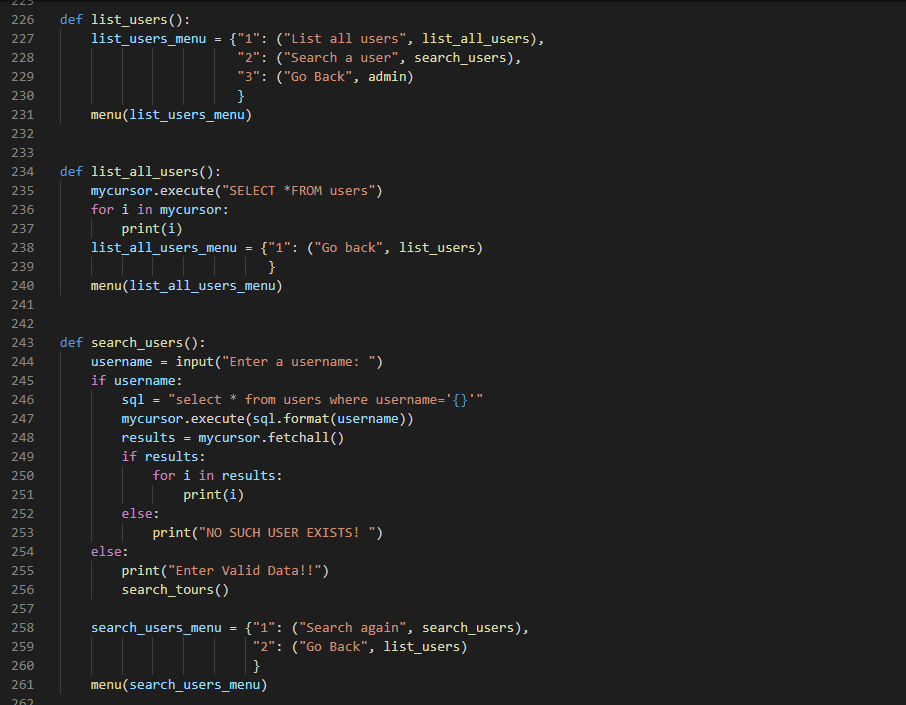 225
226 def list_users():
227     list_users_menu = {"1": ("List all users", list_all_users),
228                        "2": ("Search a user", search_users),
229                        "3": ("Go Back", admin)
230                        }
231     menu(list_users_menu)
232
233
234 def list_all_users():
235     mycursor.execute("SELECT *FROM users")
236     for i in mycursor:
237         print(i)
238     list_all_users_menu = {"1": ("Go back", list_users)
239                            }
240     menu(list_all_users_menu)
241
242
243 def search_users():
244     username = input("Enter a username: ")
245     if username:
246         sql = "select * from users where username='{}'"
247         mycursor.execute(sql.format(username))
248         results = mycursor.fetchall()
249         if results:
250             for i in results:
251                 print(i)
252         else:
253             print("NO SUCH USER EXISTS! ")
254     else:
255         print("Enter Valid Data!!")
256         search_tours()
257
258     search_users_menu = {"1": ("Search again", search_users),
259                          "2": ("Go Back", list_users)
260                          }
261     menu(search_users_menu)
262